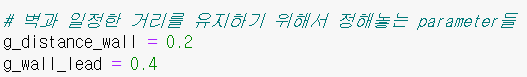 # 벽과 일정한 거리를 유지하기 위해서 정해놓는 parameter들
g_distance_wall = 0.2
g_wall_lead = 0.4